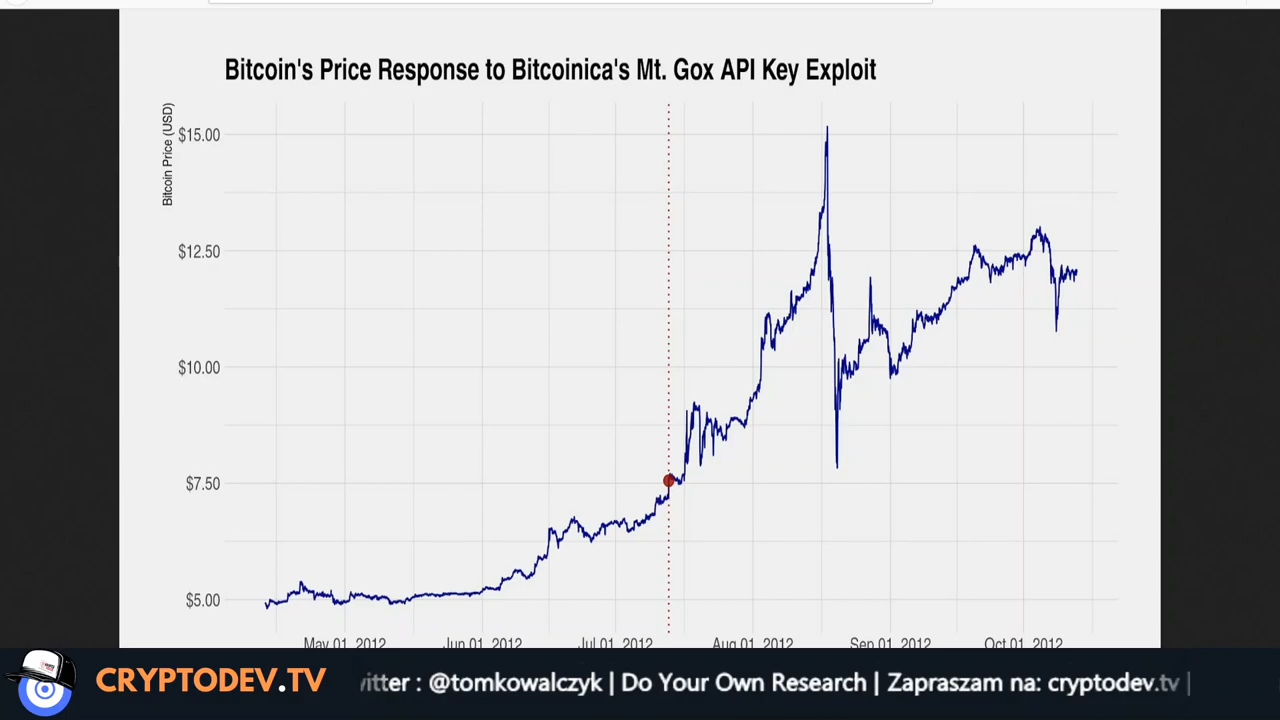 Bitcoin's Price Response to Bitcoinica's Mt. Gox API Key Exploit
Bitcoin Price (USD)
$15.00
$12.50
$10.00
$7.50
$5.00
May 01, 2012 Jun 01, 2012 Jul 01, 2012 Aug 01, 2012 Sep 01, 2012 Oct 01, 2012
CRYPTODEV.TV
: @tomkowalczyk | Do Your Own Research | Zapraszam na: cryptodev.tv |